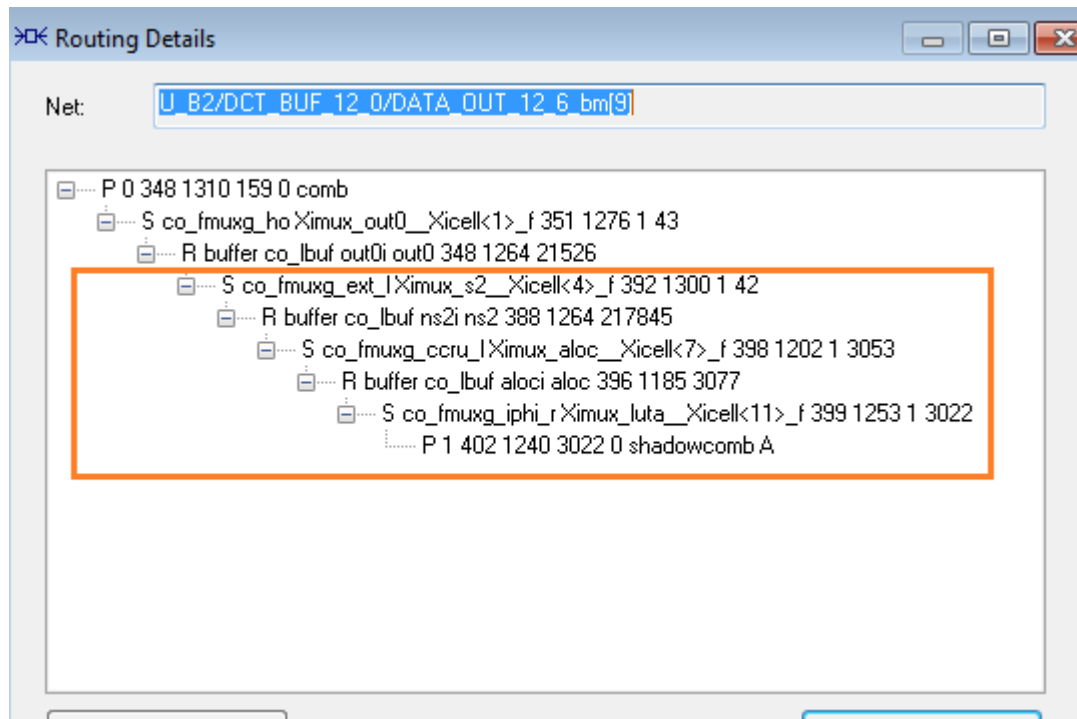 Routing Details
Net: U_B2/DCT_BUF_12_0/DATA_OUT_12_6_bm[9]
P 0 348 1310 159 0 comb
S co_fmuxg_ho Ximux_out0__Xicell<1>_f 351 1276 1 43
R buffer co_lbuf out0i out0 348 1264 21526
S co_fmuxg_ext_l Ximux_s2__Xicell<4>_f 392 1300 1 42
R buffer co_lbuf ns2i ns2 388 1264 217845
S co_fmuxg_ccru_l Ximux_aloc__Xicell<7>_f 398 1202 1 3053
R buffer co_lbuf aloci aloc 396 1185 3077
S co_fmuxg_iphi_r Ximux_luta__Xicell<11>_f 399 1253 1 3022
P 1 402 1240 3022 0 shadowcomb A